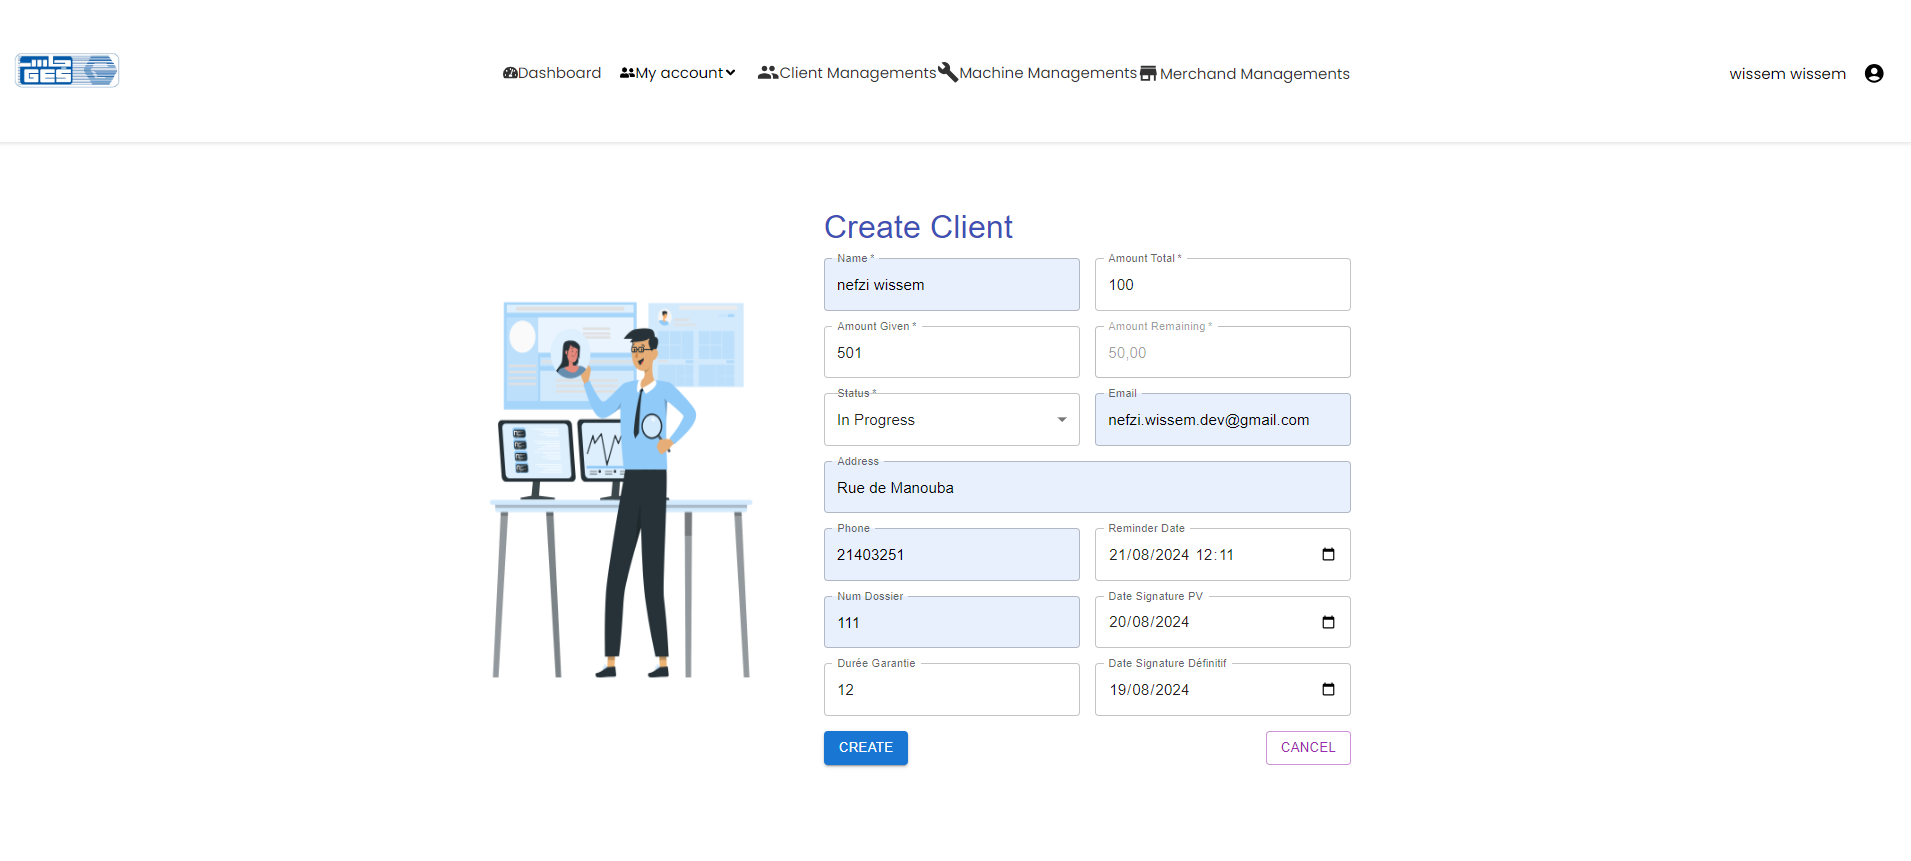 GES
Dashboard My account Client Managements Machine Managements Merchand Managements wissem wissem
Create Client
Name *
nefzi wissem
Amount Total *
100
Amount Given *
501
Amount Remaining *
50,00
Status *
In Progress
Email
nefzi.wissem.dev@gmail.com
Address
Rue de Manouba
Phone
21403251
Reminder Date
21/08/2024 12:11
Num Dossier
111
Date Signature PV
20/08/2024
Durée Garantie
12
Date Signature Définitif
19/08/2024
CREATE
CANCEL